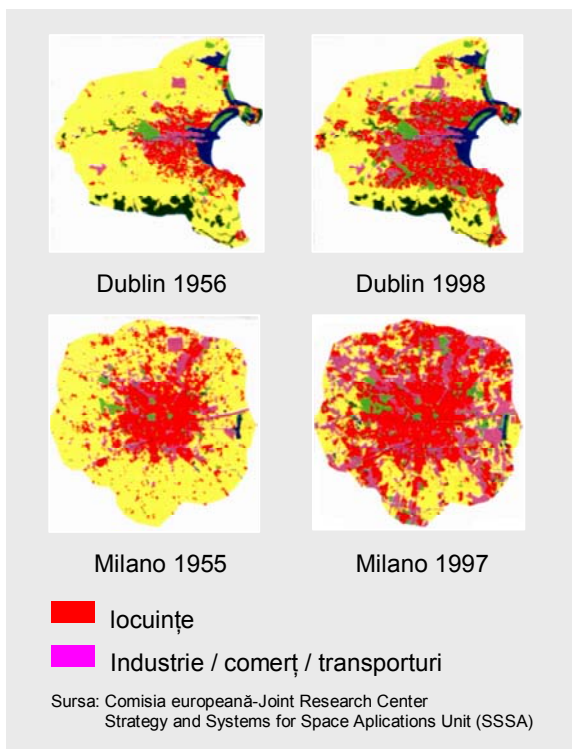 Dublin 1956
Dublin 1998
Milano 1955
Milano 1997
locuințe
Industrie / comerț / transporturi
Sursa: Comisia europeană-Joint Research Center
Strategy and Systems for Space Aplications Unit (SSSA)